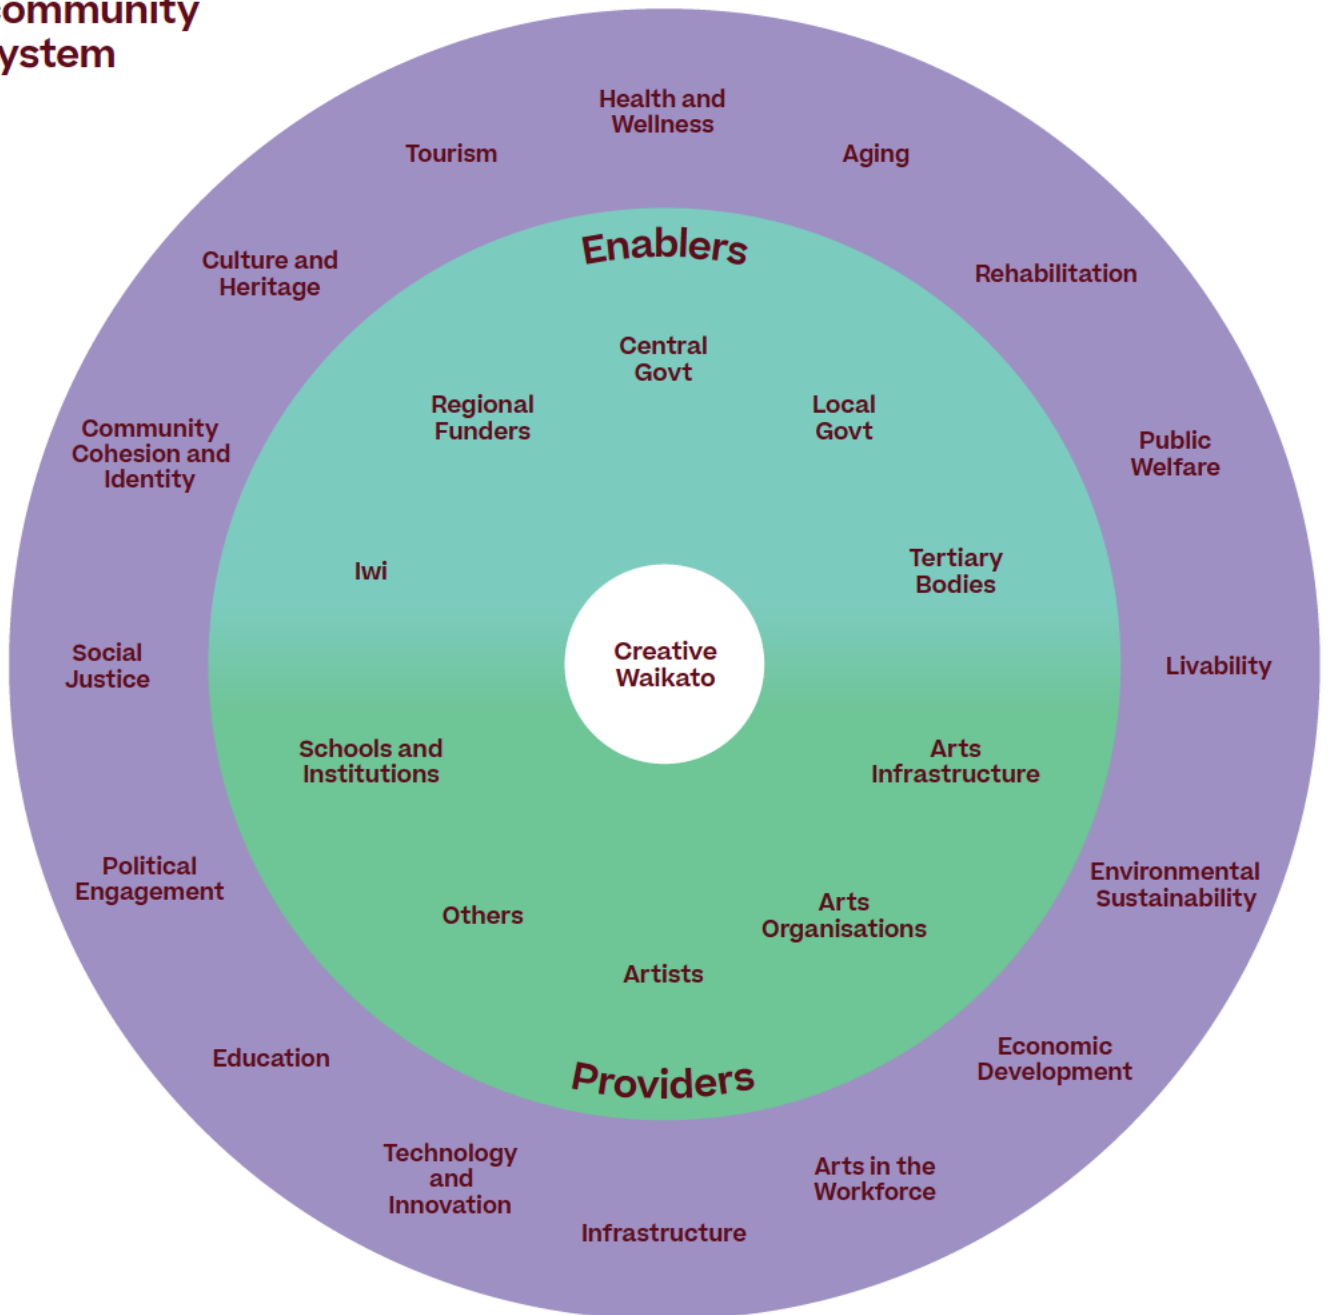 ommunity
ystem
Health and
Wellness
Tourism
Aging
Enablers
Culture and
Heritage
Rehabilitation
Central
Govt
Regional
Funders
Local
Govt
Community
Cohesion and
Identity
Public
Welfare
Iwi
Tertiary
Bodies
Creative
Waikato
Social
Justice
Livability
Schools and
Institutions
Arts
Infrastructure
Political
Engagement
Environmental
Sustainability
Others
Arts
Organisations
Artists
Education
Providers
Economic
Development
Technology
and
Innovation
Arts in the
Workforce
Infrastructure